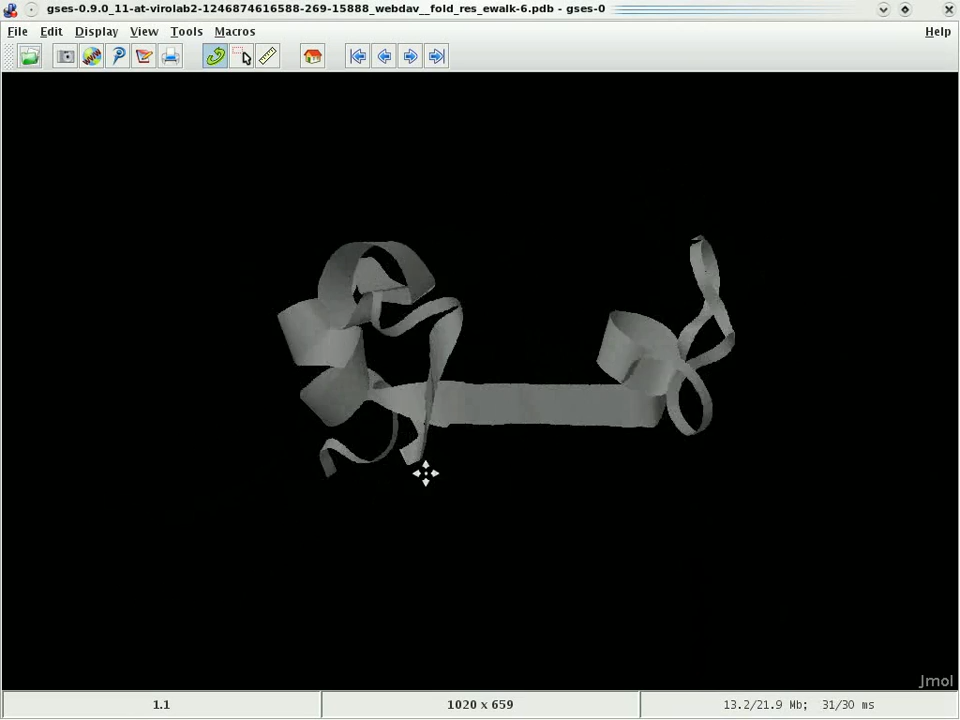 gses-0.9.0_11-at-virolab2-1246874616588-269-15888_webdav__fold_res_ewalk-6.pdb - gses-0
File Edit Display View Tools Macros Help
Jmol
1.1 1020 x 659 13.2/21.9 Mb; 31/30 ms